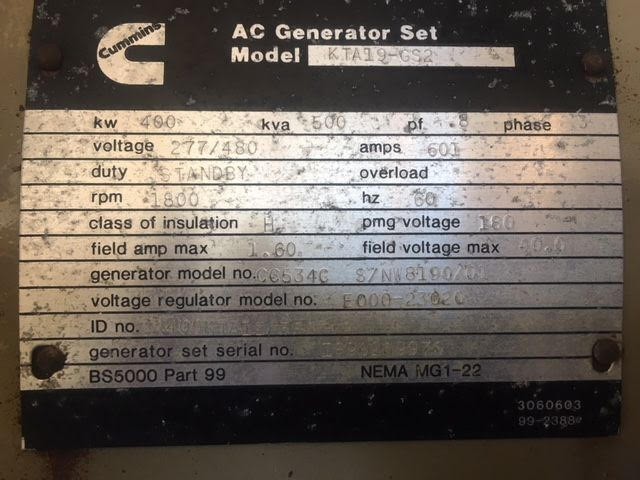 Cummins
AC Generator Set
Model KTA19-GS2
kw 400 kva 500 pf .8 phase 3
voltage 277/480 amps 601
duty STANDBY overload
rpm 1800 hz 60
class of insulation H pmg voltage 180
field amp max 1.60 field voltage max 40.0
generator model no. S/N
voltage regulator model no.
ID no.
generator set serial no.
BS5000 Part 99 NEMA MG1-22
3060603